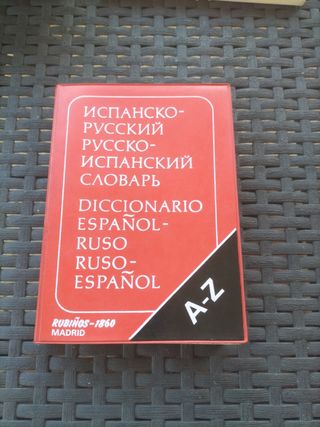 ИСПАНСКО-
РУССКИЙ
РУССКО-
ИСПАНСКИЙ
СЛОВАРЬ
DICCIONARIO
ESPAÑOL-
RUSO
RUSO-
ESPAÑOL
A-Z
RUBIÑOS-1860
MADRID